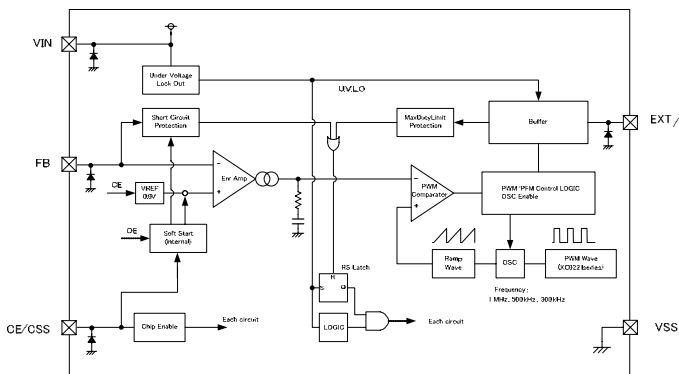 VIN
Under Voltage
Lock Out
U.V.L.O
Short Circuit
Protection
MaxDutyLimit
Protection
Buffer
EXT/
FB
CE
VREF
0.9V
Err Amp
PWM
Comparator
PWM/PFM Control LOGIC
OSC Enable
CE
Soft Start
(internal)
Ramp
Wave
OSC
PWM Wave
Frequency:
1 MHz, 500kHz, 300kHz
RS Latch
R
S
Q
CE/CSS
Chip Enable
Each circuit
LOGIC
Each circuit
VSS